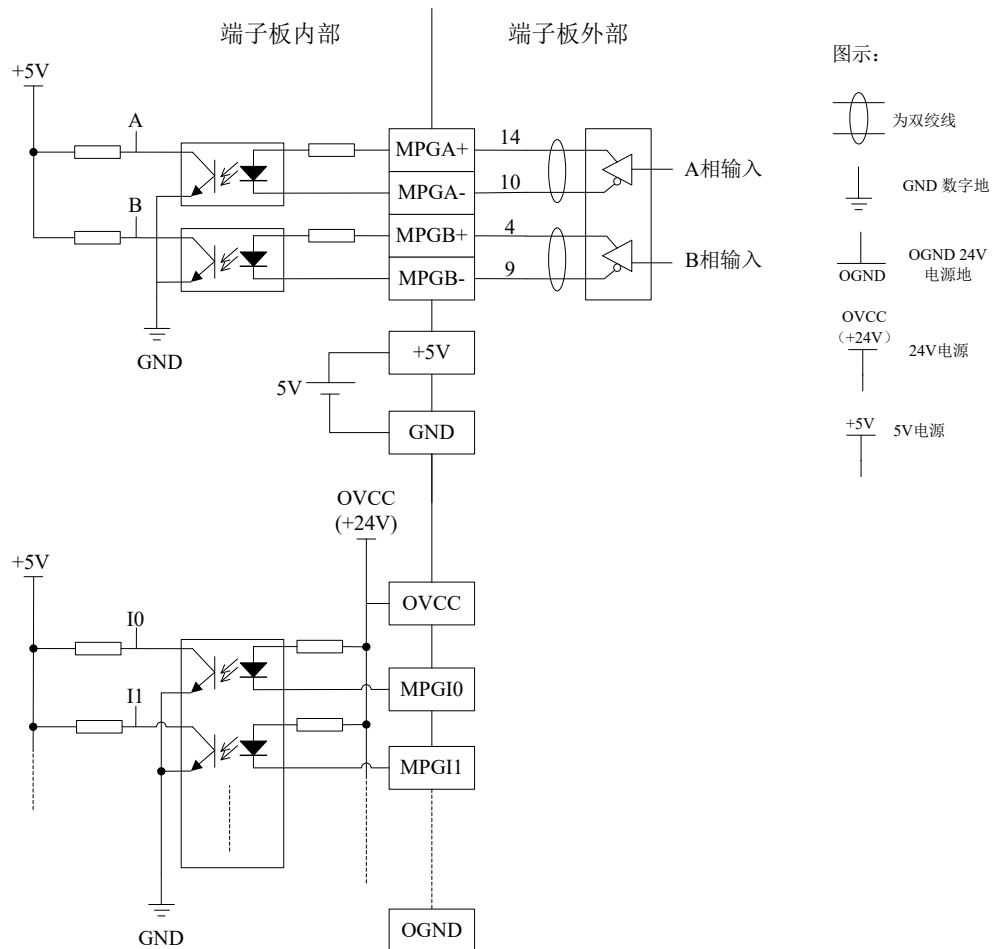 端子板内部
端子板外部
图示：
+5V
A
MPGA+
14
MPGA-
10
A相输入
B
MPGB+
4
MPGB-
9
B相输入
GND
+5V
5V
GND
为双绞线
GND 数字地
OGND
OGND 24V
电源地
OVCC
（+24V）
24V电源
+5V
5V电源
OVCC
(+24V)
+5V
OVCC
I0
MPGI0
I1
MPGI1
GND
OGND